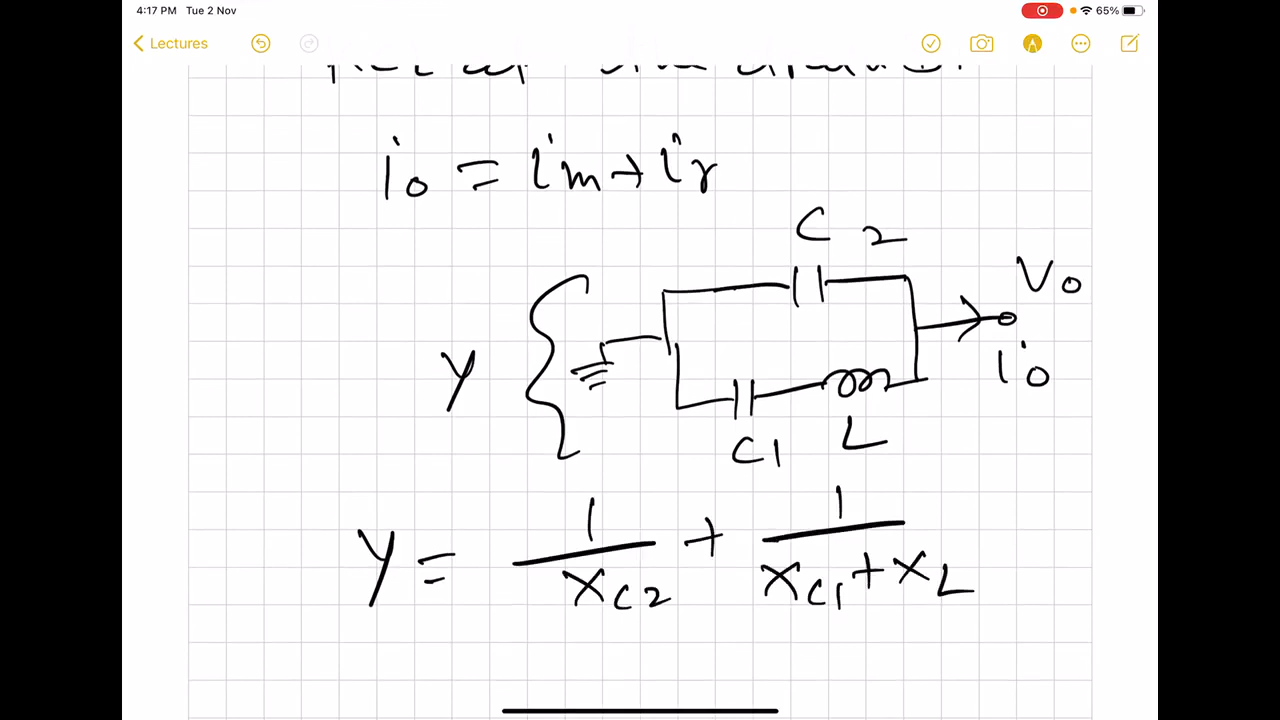 4:17 PM Tue 2 Nov
65%
Lectures
i0 = im + ir
C2
V0
Y
i0
C1
L
Y = 1/XC2 + 1/(XC1 + XL)